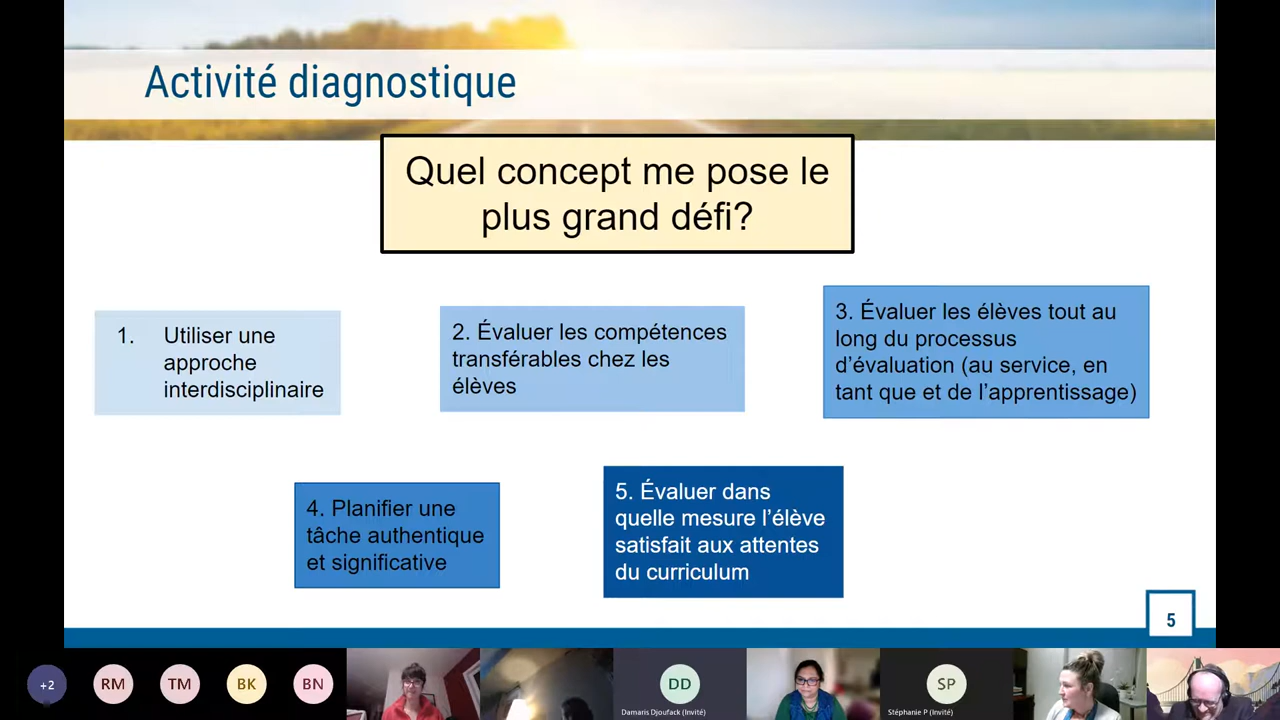 Activité diagnostique
Quel concept me pose le
plus grand défi?
1. Utiliser une
approche
interdisciplinaire
2. Évaluer les compétences
transférables chez les
élèves
3. Évaluer les élèves tout au
long du processus
d’évaluation (au service, en
tant que et de l’apprentissage)
4. Planifier une
tâche authentique
et significative
5. Évaluer dans
quelle mesure l’élève
satisfait aux attentes
du curriculum
5
+2
RM
TM
BK
BN
DD
Damaris Djoufack (Invité)
SP
Stéphanie P (Invité)